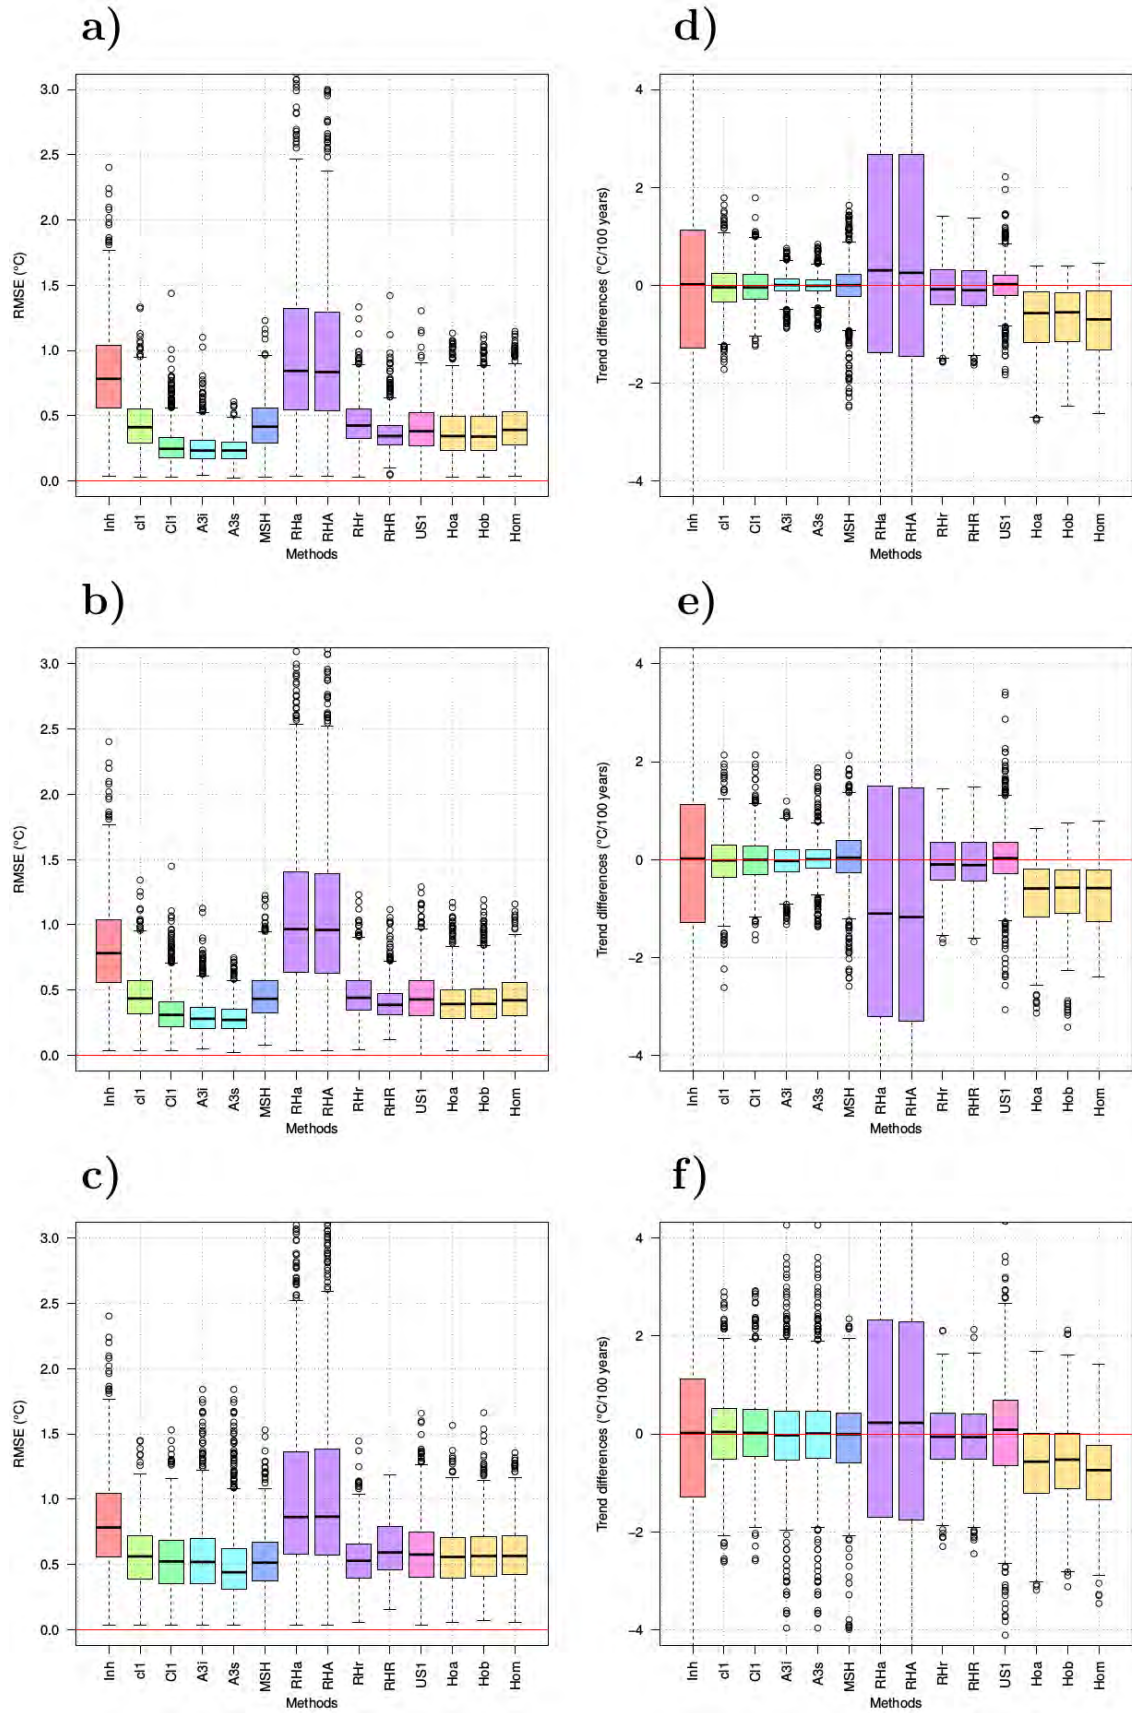 a)
3.0
2.5
2.0
1.5
1.0
0.5
0.0
RMSE (°C)
Inh cl1 Cl1 A3i A3s MSH RHa RHA RHr RHR US1 Hoa Hob Hom
Methods
d)
4
2
0
−2
−4
Trend differences (°C/100 years)
Inh cl1 Cl1 A3i A3s MSH RHa RHA RHr RHR US1 Hoa Hob Hom
Methods
b)
3.0
2.5
2.0
1.5
1.0
0.5
0.0
RMSE (°C)
Inh cl1 Cl1 A3i A3s MSH RHa RHA RHr RHR US1 Hoa Hob Hom
Methods
e)
4
2
0
−2
−4
Trend differences (°C/100 years)
Inh cl1 Cl1 A3i A3s MSH RHa RHA RHr RHR US1 Hoa Hob Hom
Methods
c)
3.0
2.5
2.0
1.5
1.0
0.5
0.0
RMSE (°C)
Inh cl1 Cl1 A3i A3s MSH RHa RHA RHr RHR US1 Hoa Hob Hom
Methods
f)
4
2
0
−2
−4
Trend differences (°C/100 years)
Inh cl1 Cl1 A3i A3s MSH RHa RHA RHr RHR US1 Hoa Hob Hom
Methods